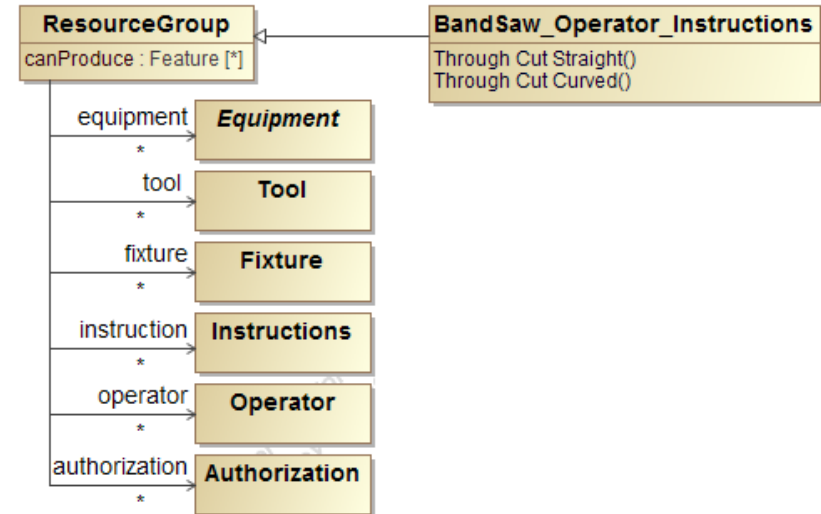 ResourceGroup
canProduce : Feature [*]
BandSaw_Operator_Instructions
Through Cut Straight()
Through Cut Curved()
equipment
*
Equipment
tool
*
Tool
fixture
*
Fixture
instruction
*
Instructions
operator
*
Operator
authorization
*
Authorization